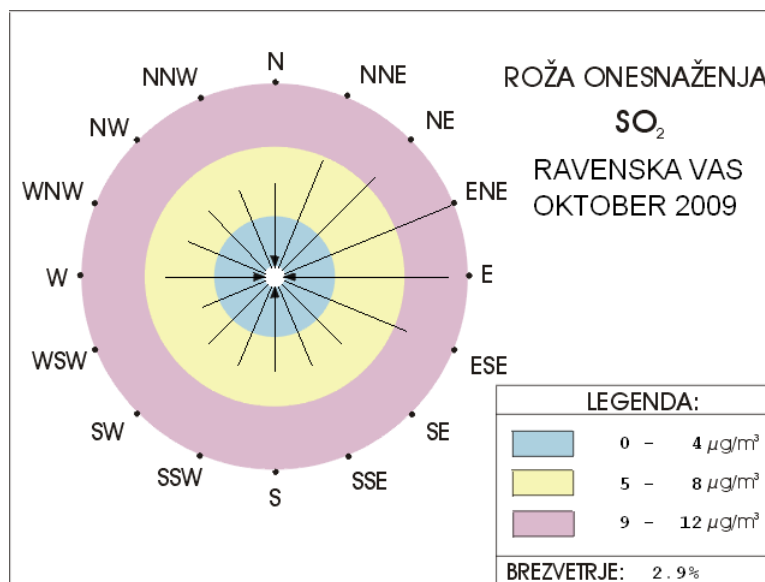 ROŽA ONESNAŽENJA
SO₂
RAVENSKA VAS
OKTOBER 2009
N
NNE
NE
ENE
E
ESE
SE
SSE
S
SSW
SW
WSW
W
WNW
NW
NNW
LEGENDA:
0 - 4 µg/m³
5 - 8 µg/m³
9 - 12 µg/m³
BREZVETRJE: 2.9%